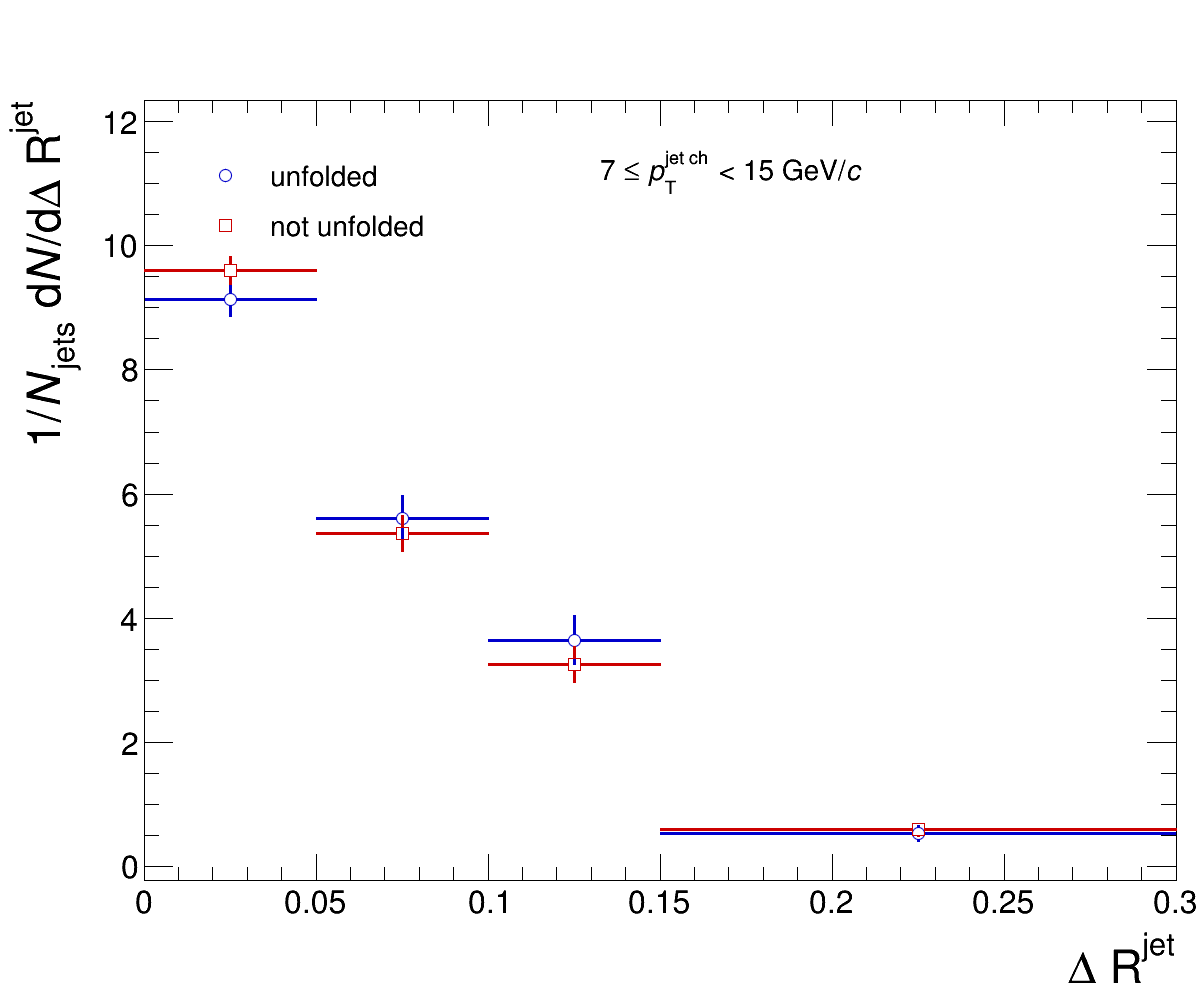 1/N_jets dN/dΔ R^jet
12
10
8
6
4
2
0
unfolded
not unfolded
7 ≤ p_T^jet ch < 15 GeV/c
0 0.05 0.1 0.15 0.2 0.25 0.3
Δ R^jet